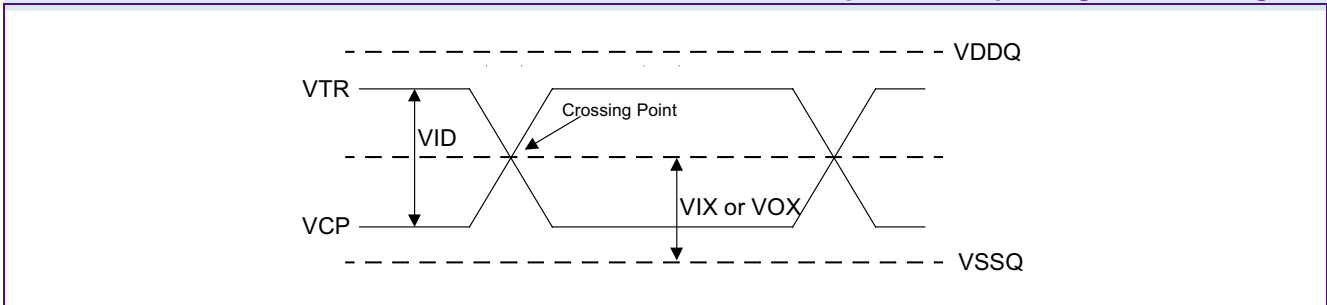 VDDQ
VTR
Crossing Point
VID
VIX or VOX
VCP
VSSQ